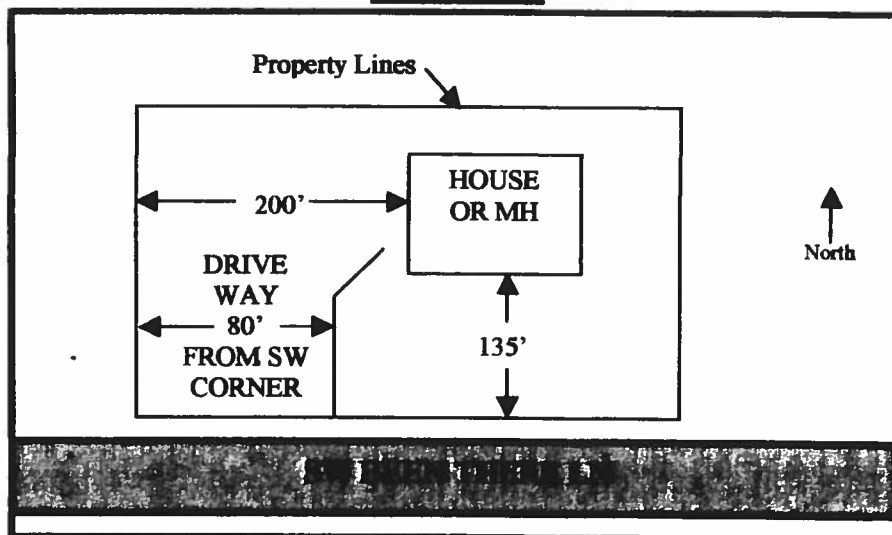 Property Lines
HOUSE
OR MH
200’
North
DRIVE
WAY
80’
FROM SW
CORNER
135’